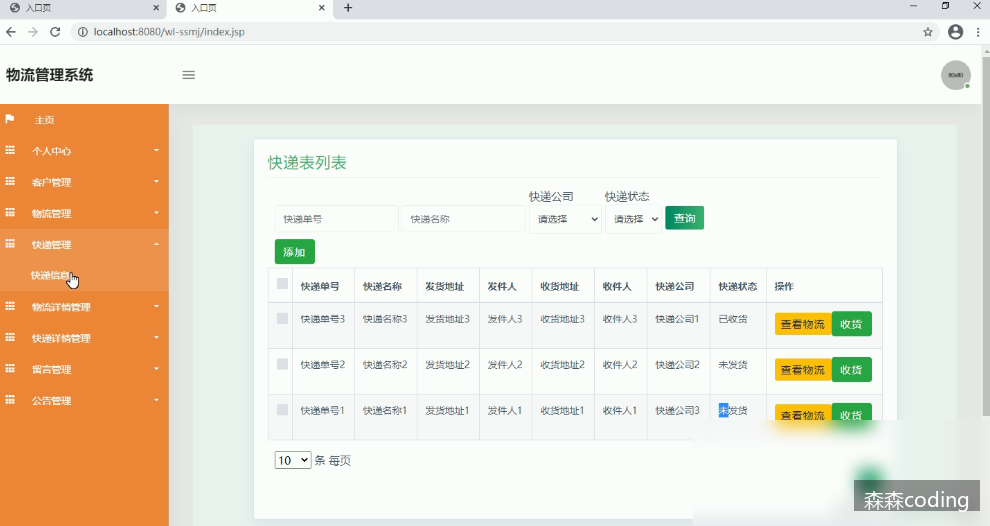 入口页
入口页
localhost:8080/wl-ssmj/index.jsp
物流管理系统
80x80
主页
个人中心
客户管理
物流管理
快递管理
快递信息
物流详情管理
快递详情管理
留言管理
公告管理
快递表列表
快递公司 快递状态
快递单号 快递名称 请选择 请选择 查询
添加
快递单号 快递名称 发货地址 发件人 收货地址 收件人 快递公司 快递状态 操作
快递单号3 快递名称3 发货地址3 发件人3 收货地址3 收件人3 快递公司1 已收货 查看物流 收货
快递单号2 快递名称2 发货地址2 发件人2 收货地址2 收件人2 快递公司2 未发货 查看物流 收货
快递单号1 快递名称1 发货地址1 发件人1 收货地址1 收件人1 快递公司3 未发货 查看物流 收货
10 条 每页
森森coding